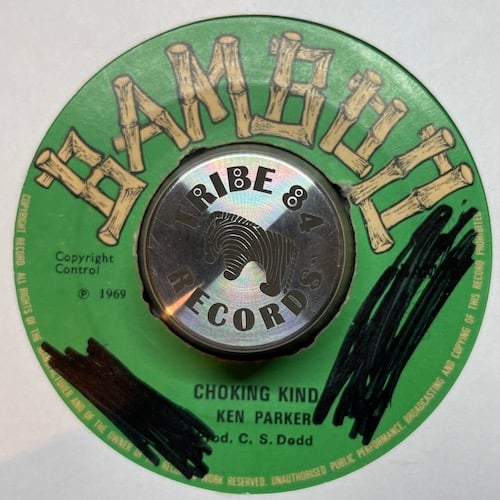 BAMBOO
TRIBE 84
RECORDS
Copyright
Control
℗ 1969
CHOKING KIND
KEN PARKER
Prod. C. S. Dodd
COPYRIGHT RECORD. ALL RIGHTS OF THE MANUFACTURER AND OF THE OWNER OF THE RECORDED WORK RESERVED. UNAUTHORISED PUBLIC PERFORMANCE, BROADCASTING AND COPYING OF THIS RECORD PROHIBITED